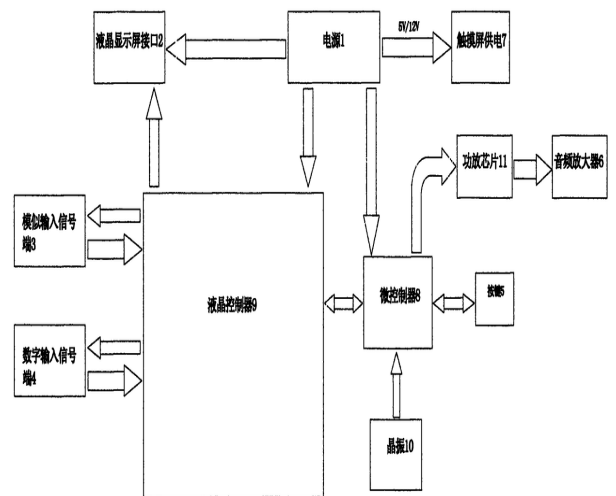 液晶显示屏接口2
电源1
5V/12V
触摸屏供电7
功放芯片11
音频放大器6
模似输入信号
端3
液晶控制器9
微控制器8
按键5
数字输入信号
端4
晶振10